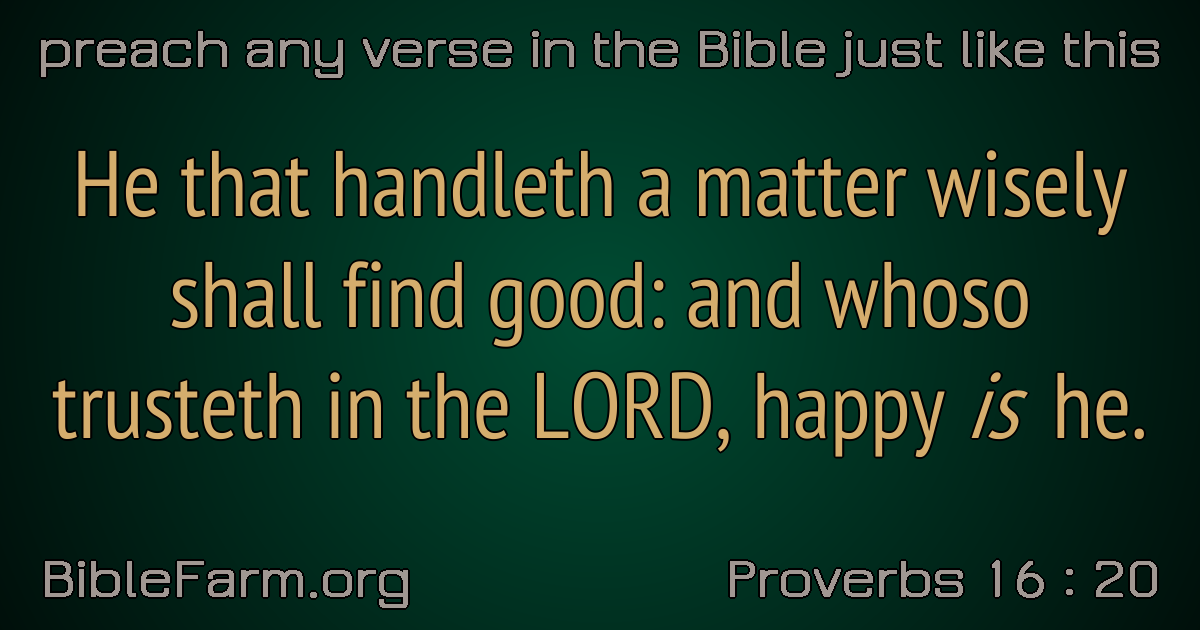 preach any verse in the Bible just like this
He that handleth a matter wisely
shall find good: and whoso
trusteth in the LORD, happy is he.
BibleFarm.org
Proverbs 16 : 20